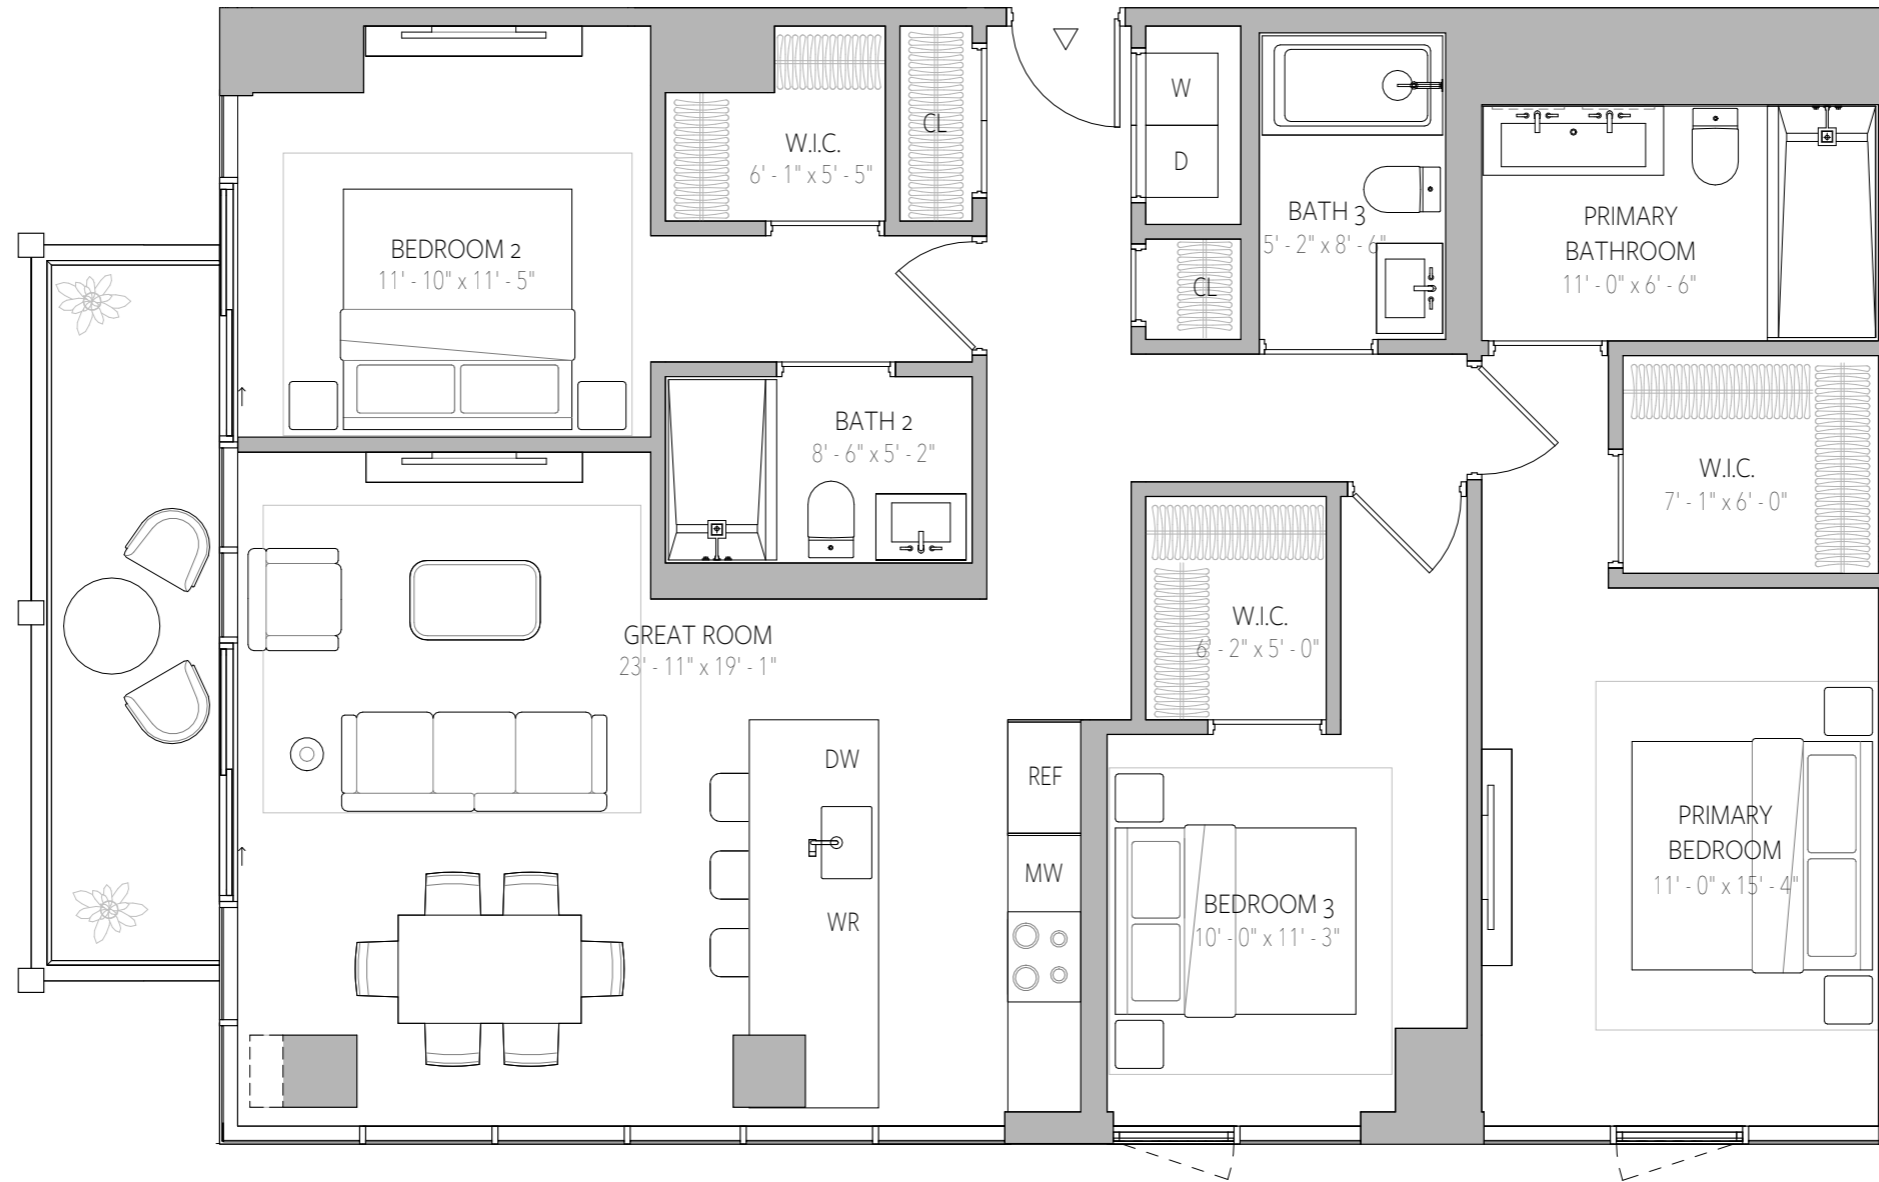 W
D
CL
W.I.C.
6' - 1" x 5' - 5"
BEDROOM 2
11' - 10" x 11' - 5"
BATH 3
5' - 2" x 8' - 6"
PRIMARY
BATHROOM
11' - 0" x 6' - 6"
CL
BATH 2
8' - 6" x 5' - 2"
W.I.C.
7' - 1" x 6' - 0"
GREAT ROOM
23' - 11" x 19' - 1"
W.I.C.
6' - 2" x 5' - 0"
DW
WR
REF
MW
BEDROOM 3
10' - 0" x 11' - 3"
PRIMARY
BEDROOM
11' - 0" x 15' - 4"